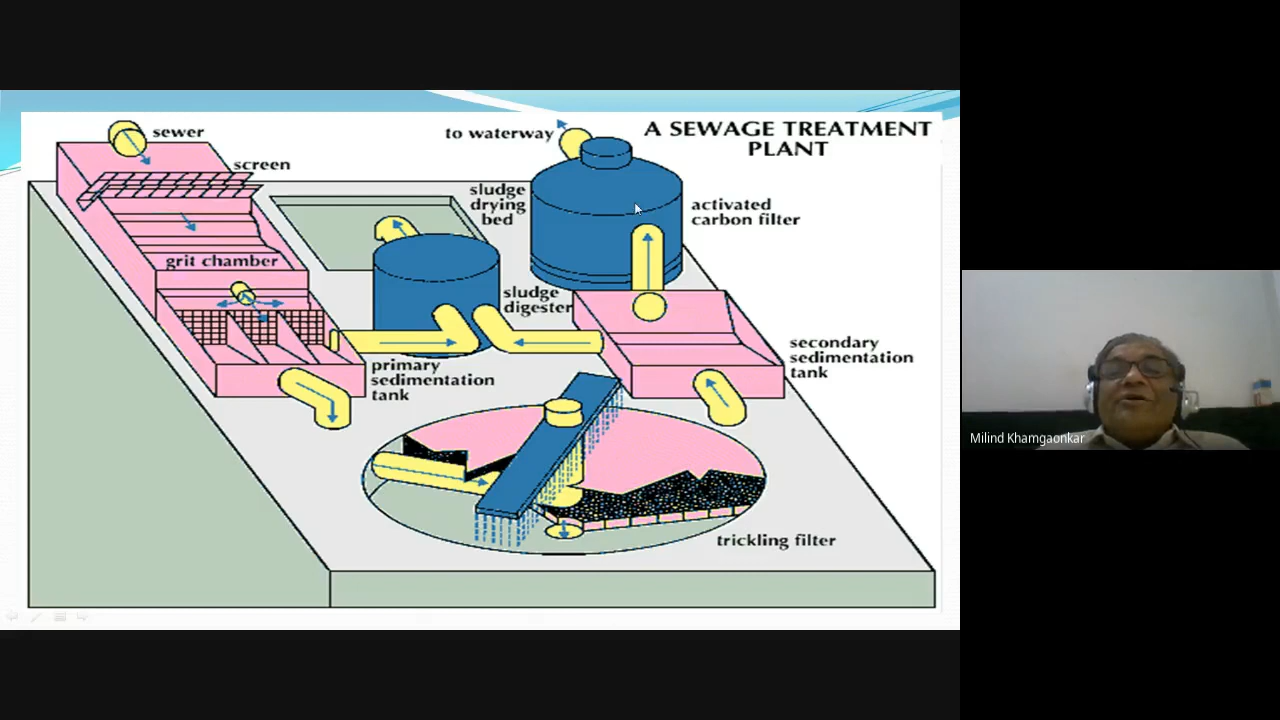 A SEWAGE TREATMENT
PLANT
sewer
to waterway
screen
sludge
drying
bed
activated
carbon filter
grit chamber
sludge
digester
primary
sedimentation
tank
secondary
sedimentation
tank
trickling filter
Milind Khamgaonkar